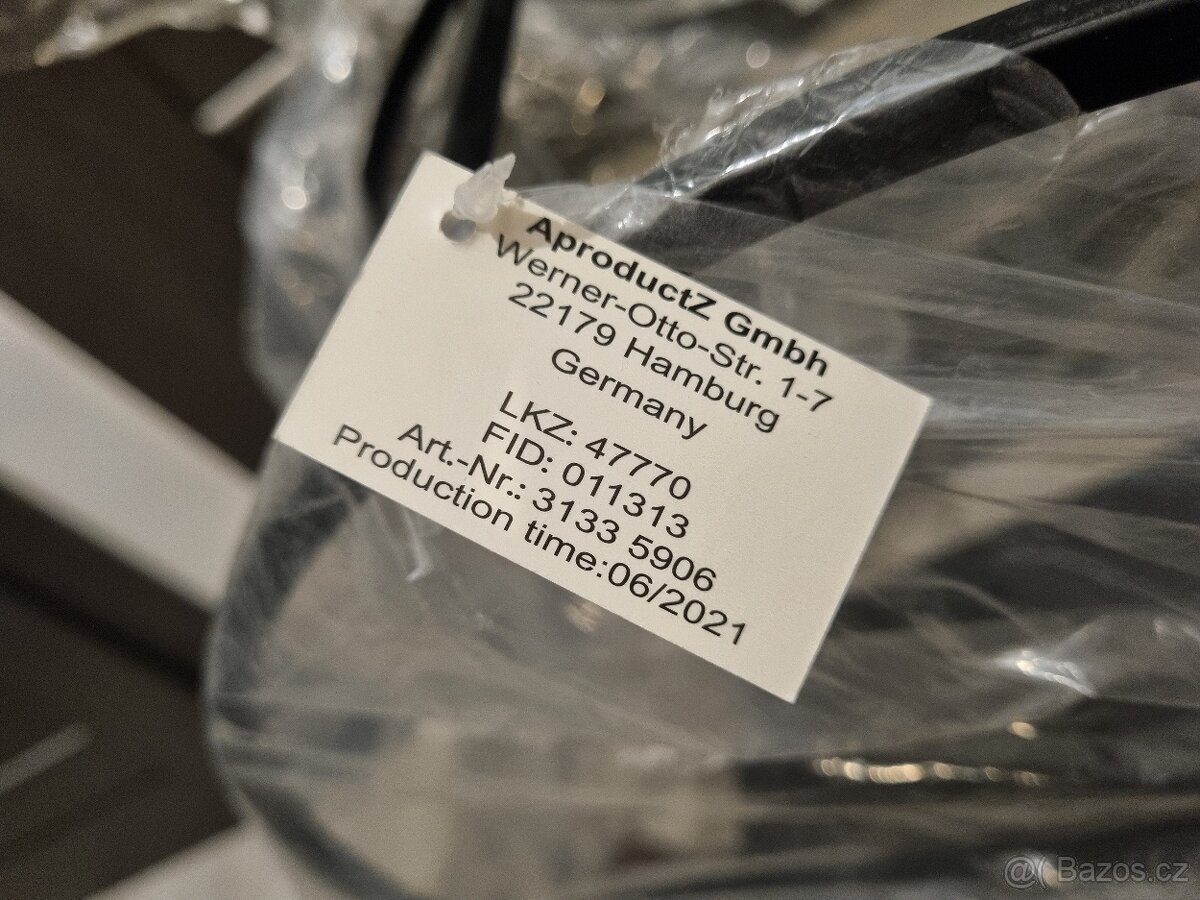 AproductZ Gmbh
Werner-Otto-Str. 1-7
22179 Hamburg
Germany
LKZ: 47770
FID: 011313
Art.-Nr.: 3133 5906
Production time:06/2021
@( Bazos.cz